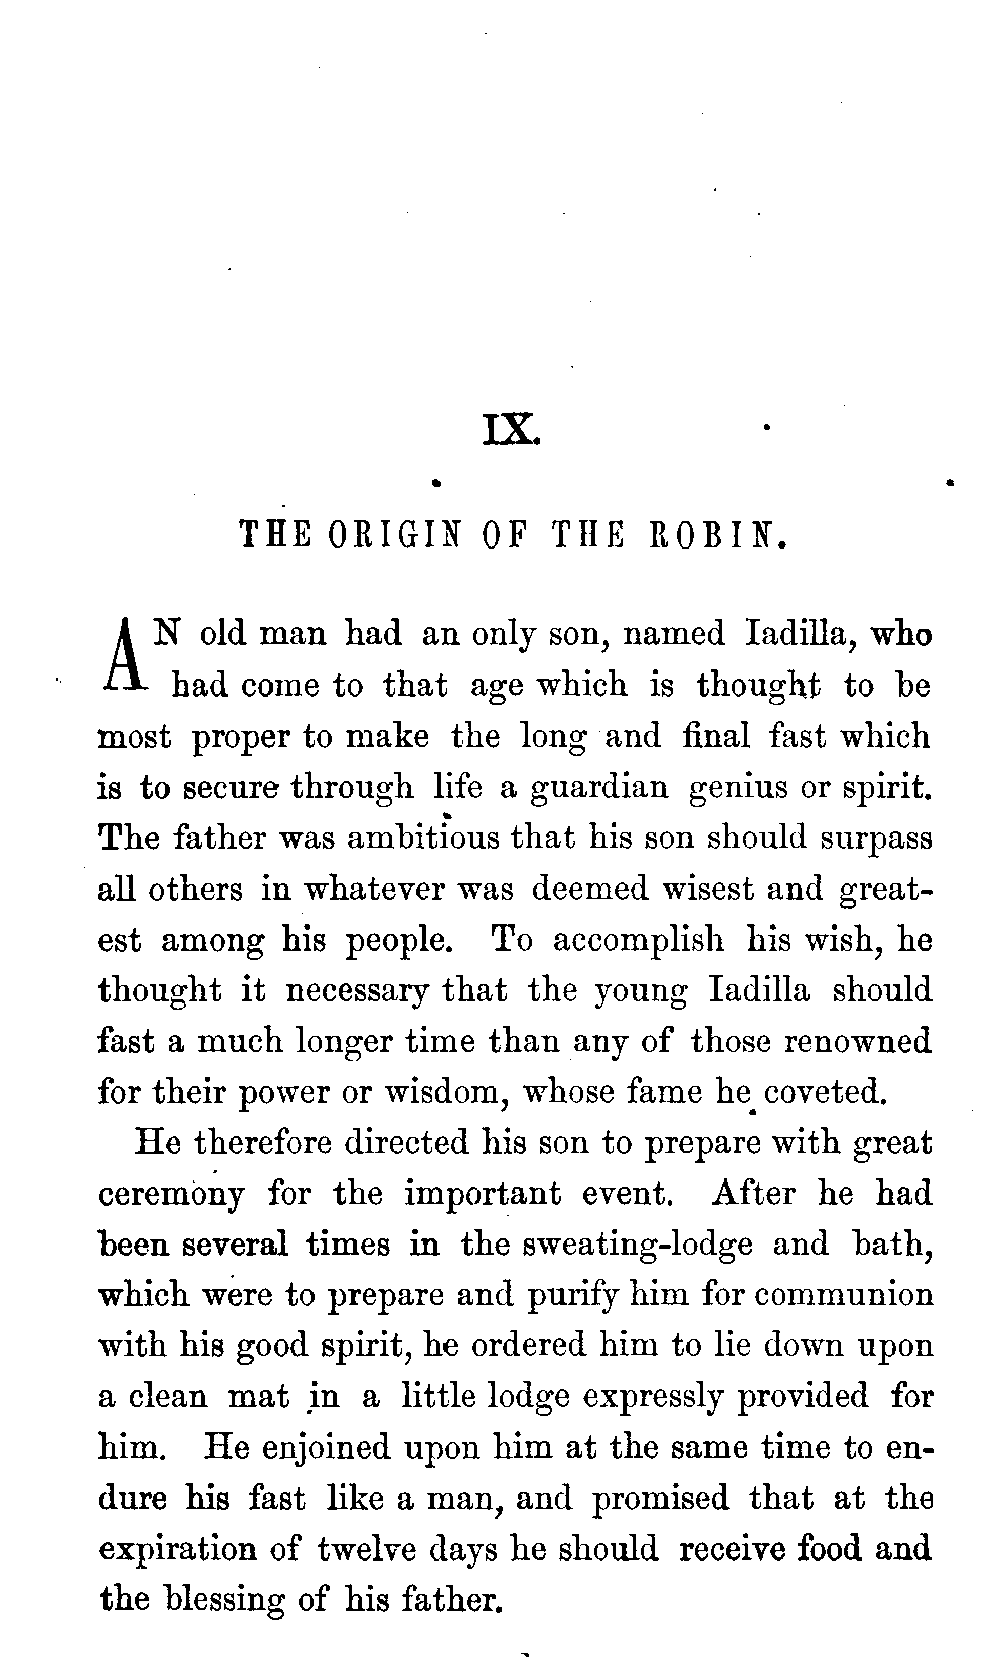 IX.
THE ORIGIN OF THE ROBIN.
AN old man had an only son, named Iadilla, who
had come to that age which is thought to be
most proper to make the long and final fast which
is to secure through life a guardian genius or spirit.
The father was ambitious that his son should surpass
all others in whatever was deemed wisest and great-
est among his people. To accomplish his wish, he
thought it necessary that the young Iadilla should
fast a much longer time than any of those renowned
for their power or wisdom, whose fame he coveted.
He therefore directed his son to prepare with great
ceremony for the important event. After he had
been several times in the sweating-lodge and bath,
which were to prepare and purify him for communion
with his good spirit, he ordered him to lie down upon
a clean mat in a little lodge expressly provided for
him. He enjoined upon him at the same time to en-
dure his fast like a man, and promised that at the
expiration of twelve days he should receive food and
the blessing of his father.